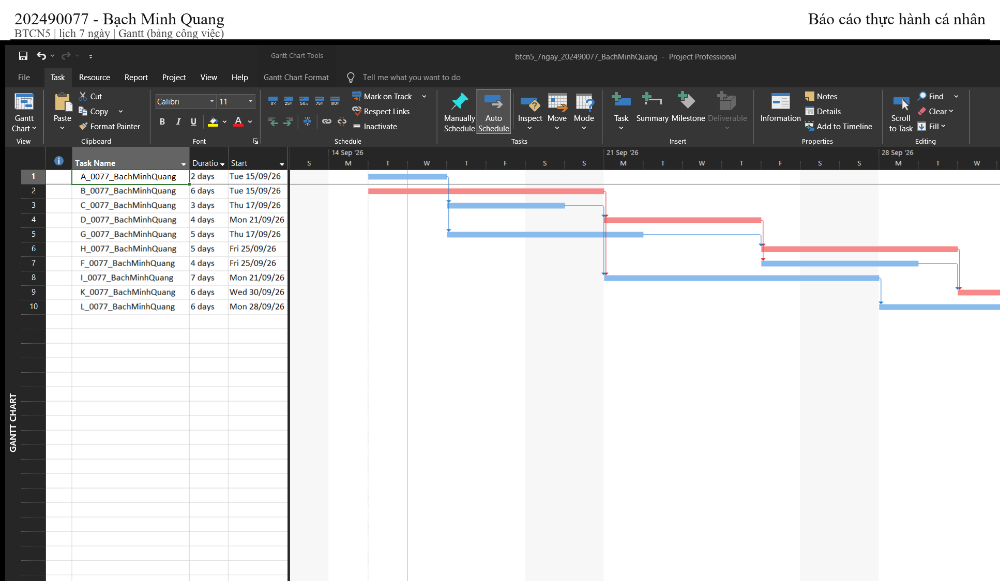 202490077 - Bạch Minh Quang
Báo cáo thực hành cá nhân
BTCN5 | lịch 7 ngày | Gantt (bảng công việc)
Gantt Chart Tools
btcn5_7ngay_202490077_BachMinhQuang - Project Professional
File Task Resource Report Project View Help Gantt Chart Format Tell me what you want to do
Gantt Chart
View
Paste
Cut
Copy
Format Painter
Clipboard
Calibri 11
B I U A
Font
0% 25% 50% 75% 100%
Mark on Track
Respect Links
Inactivate
Schedule
Manually Schedule
Auto Schedule
Inspect
Move
Mode
Tasks
Task
Summary
Milestone
Deliverable
Insert
Information
Notes
Details
Add to Timeline
Properties
Scroll to Task
Find
Clear
Fill
Editing
Task Name Duratio Start
14 Sep '26 21 Sep '26 28 Sep '26
S M T W T F S S M T W T F S S M T W
1 A_0077_BachMinhQuang 2 days Tue 15/09/26
2 B_0077_BachMinhQuang 6 days Tue 15/09/26
3 C_0077_BachMinhQuang 3 days Thu 17/09/26
4 D_0077_BachMinhQuang 4 days Mon 21/09/26
5 G_0077_BachMinhQuang 5 days Thu 17/09/26
6 H_0077_BachMinhQuang 5 days Fri 25/09/26
7 F_0077_BachMinhQuang 4 days Fri 25/09/26
8 I_0077_BachMinhQuang 7 days Mon 21/09/26
9 K_0077_BachMinhQuang 6 days Wed 30/09/26
10 L_0077_BachMinhQuang 6 days Mon 28/09/26
GANTT CHART